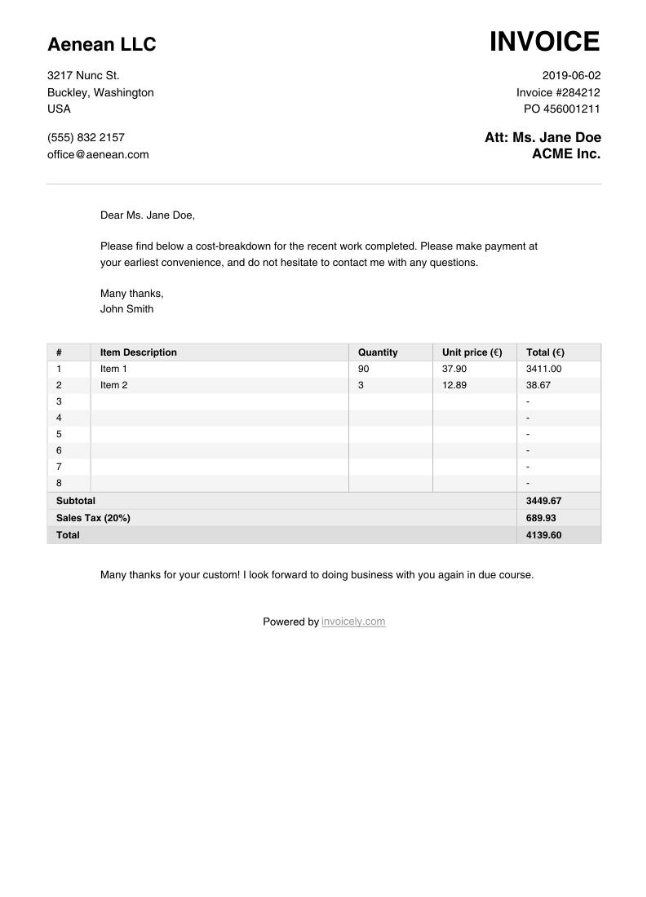 Aenean LLC
INVOICE
3217 Nunc St.
Buckley, Washington
USA
2019-06-02
Invoice #284212
PO 456001211
(555) 832 2157
office@aenean.com
Att: Ms. Jane Doe
ACME Inc.
Dear Ms. Jane Doe,
Please find below a cost-breakdown for the recent work completed. Please make payment at
your earliest convenience, and do not hesitate to contact me with any questions.
Many thanks,
John Smith
# Item Description Quantity Unit price (€) Total (€)
1 Item 1 90 37.90 3411.00
2 Item 2 3 12.89 38.67
3 -
4 -
5 -
6 -
7 -
8 -
Subtotal 3449.67
Sales Tax (20%) 689.93
Total 4139.60
Many thanks for your custom! I look forward to doing business with you again in due course.
Powered by invoicely.com